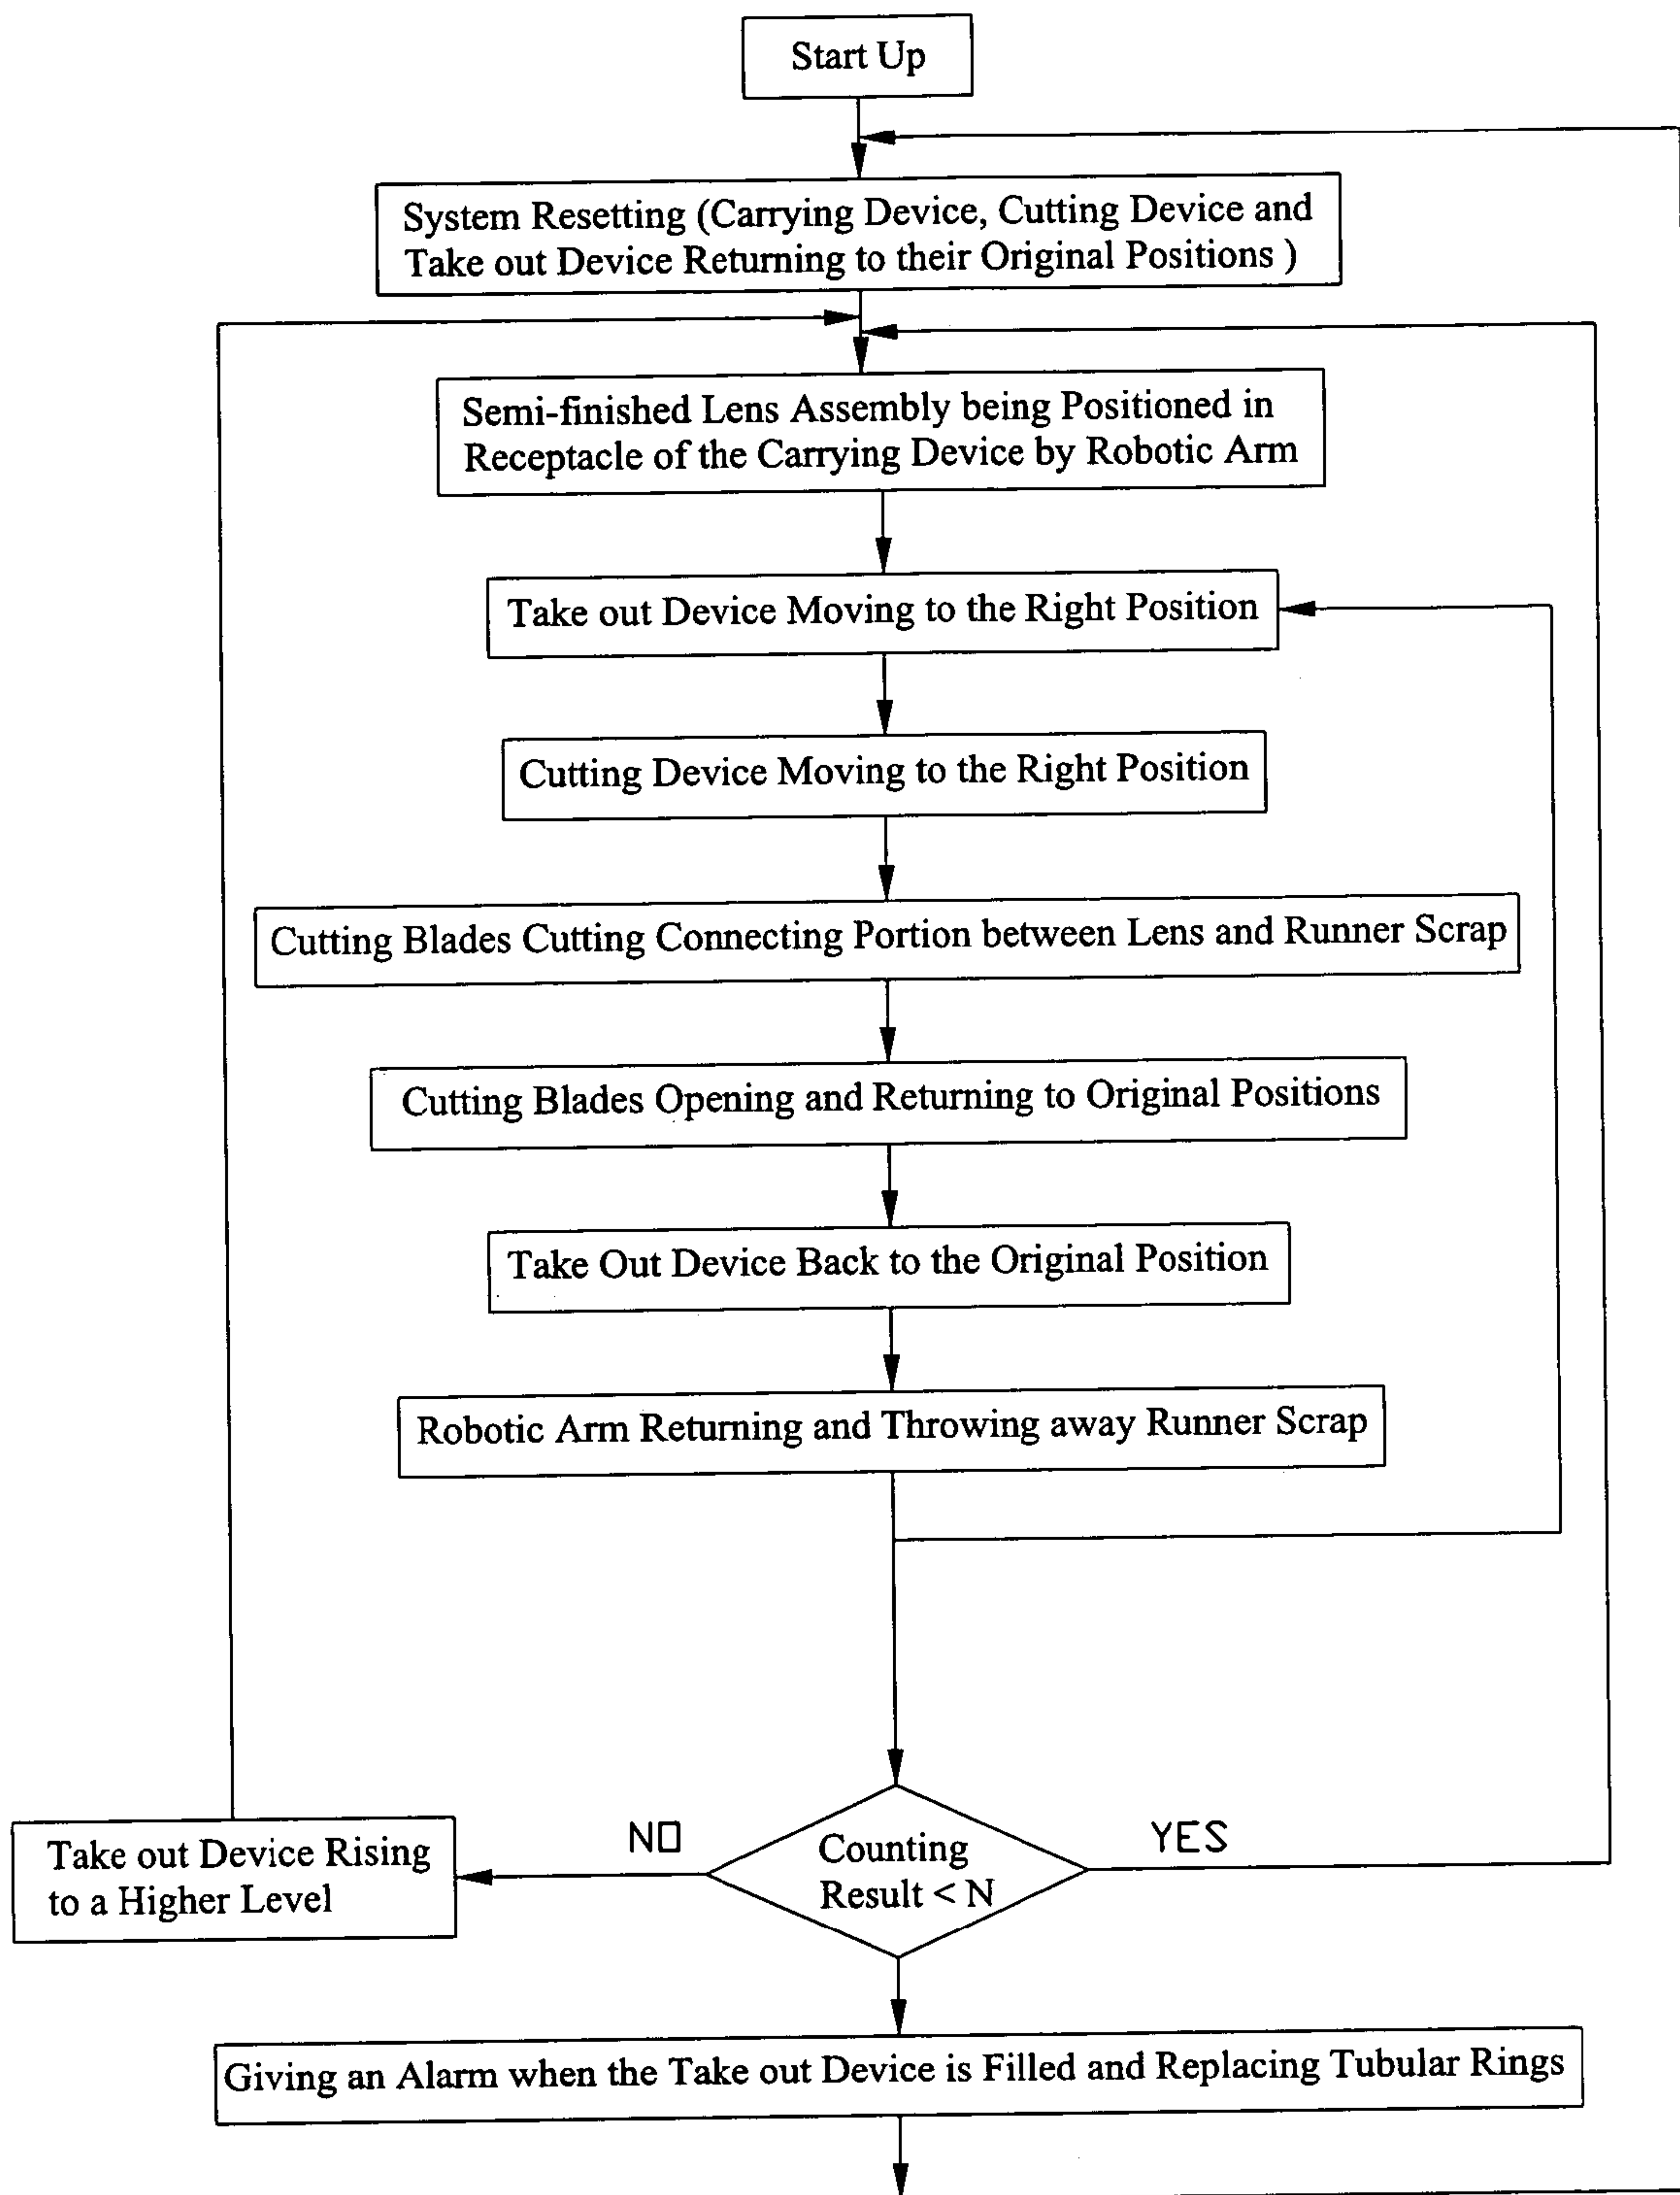 Start Up
System Resetting (Carrying Device, Cutting Device and
Take out Device Returning to their Original Positions )
Semi-finished Lens Assembly being Positioned in
Receptacle of the Carrying Device by Robotic Arm
Take out Device Moving to the Right Position
Cutting Device Moving to the Right Position
Cutting Blades Cutting Connecting Portion between Lens and Runner Scrap
Cutting Blades Opening and Returning to Original Positions
Take Out Device Back to the Original Position
Robotic Arm Returning and Throwing away Runner Scrap
Take out Device Rising
to a Higher Level
NO
Counting
Result < N
YES
Giving an Alarm when the Take out Device is Filled and Replacing Tubular Rings